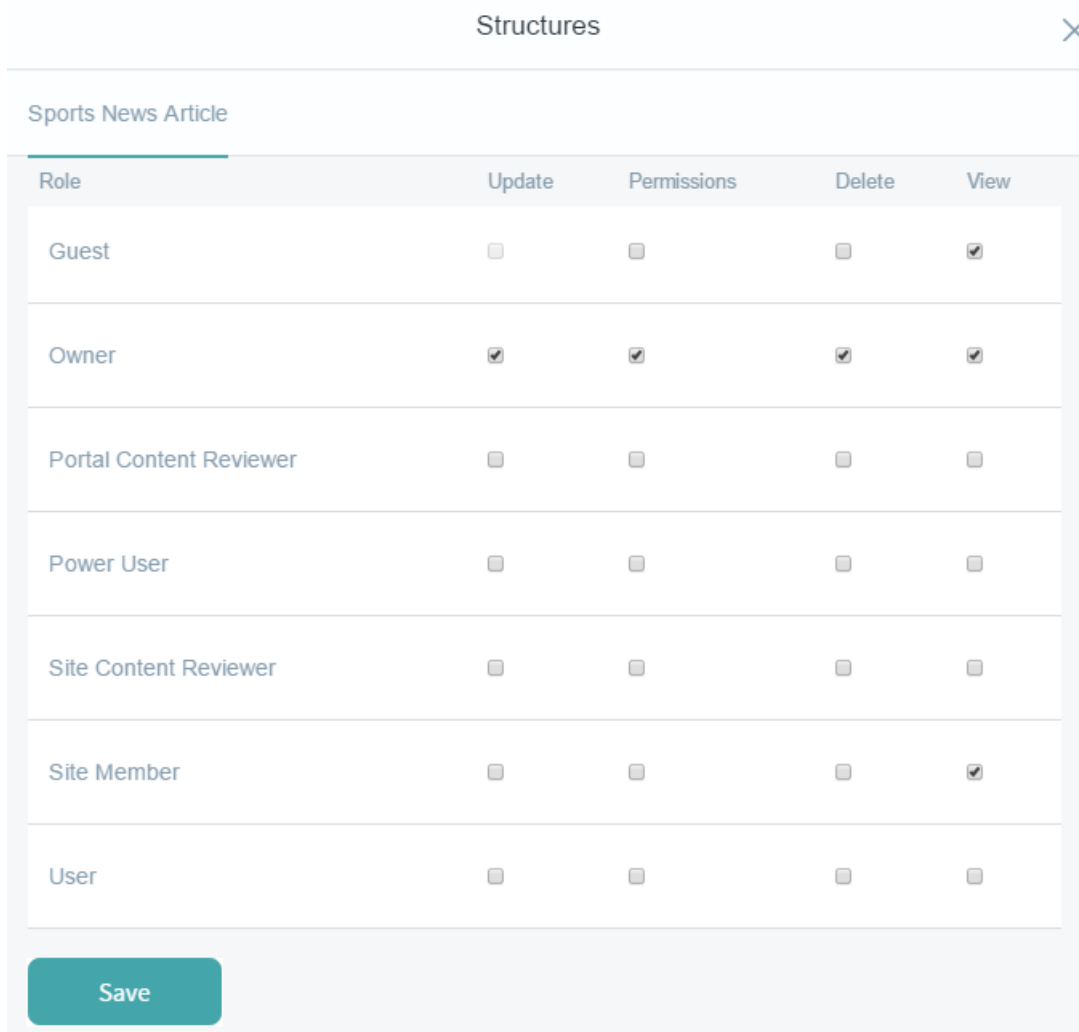 Structures
Sports News Article
Role Update Permissions Delete View
Guest
Owner
Portal Content Reviewer
Power User
Site Content Reviewer
Site Member
User
Save